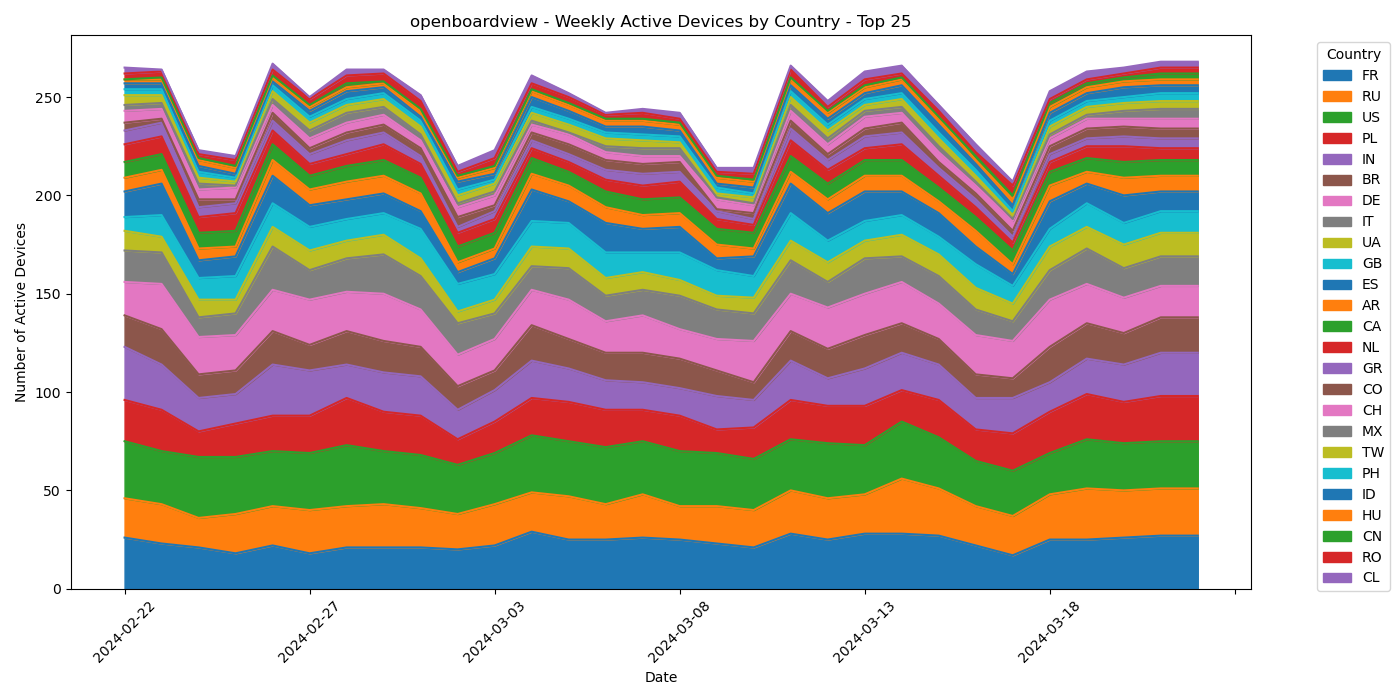 openboardview - Weekly Active Devices by Country - Top 25
Number of Active Devices
250
200
150
100
50
0
2024-02-22
2024-02-27
2024-03-03
2024-03-08
2024-03-13
2024-03-18
Date
Country
FR
RU
US
PL
IN
BR
DE
IT
UA
GB
ES
AR
CA
NL
GR
CO
CH
MX
TW
PH
ID
HU
CN
RO
CL